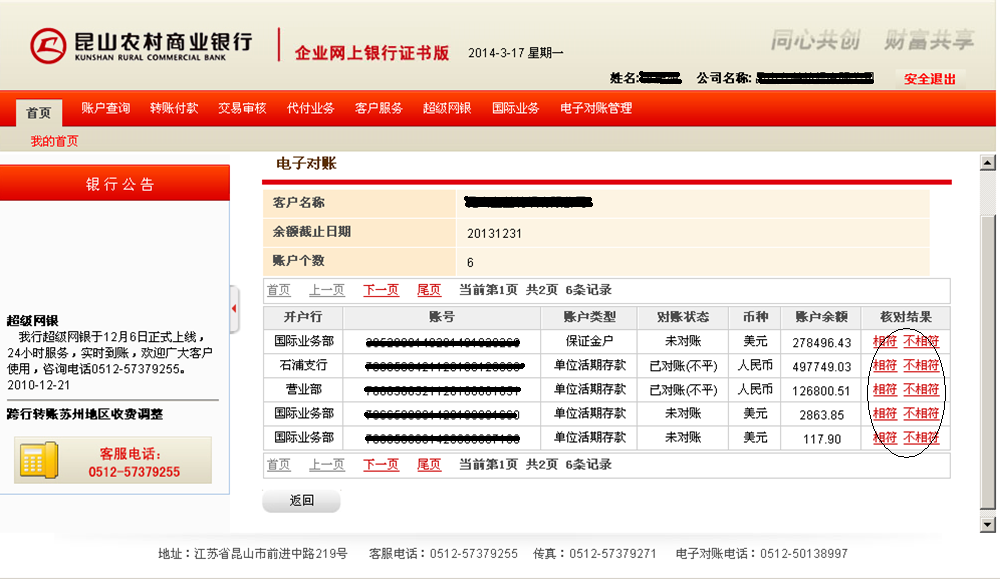 昆山农村商业银行
KUNSHAN RURAL COMMERCIAL BANK
企业网上银行证书版
2014-3-17 星期一
同心共创 财富共享
姓名: 公司名称: 安全退出
首页 账户查询 转账付款 交易审核 代付业务 客户服务 超级网银 国际业务 电子对账管理
我的首页
银行公告
超级网银
我行超级网银于12月6日正式上线，
24小时服务，实时到账，欢迎广大客户
使用，咨询电话0512-57379255。
2010-12-21
跨行转账苏州地区收费调整
客服电话：
0512-57379255
电子对账
客户名称
余额截止日期 20131231
账户个数 6
首页 上一页 下一页 尾页 当前第1页 共2页 6条记录
开户行 账号 账户类型 对账状态 币种 账户余额 核对结果
国际业务部 保证金户 未对账 美元 278496.43 相符 不相符
石浦支行 单位活期存款 已对账(不平) 人民币 497749.03 相符 不相符
营业部 单位活期存款 已对账(不平) 人民币 126800.51 相符 不相符
国际业务部 单位活期存款 未对账 美元 2863.85 相符 不相符
国际业务部 单位活期存款 未对账 美元 117.90 相符 不相符
首页 上一页 下一页 尾页 当前第1页 共2页 6条记录
返回
地址：江苏省昆山市前进中路219号 客服电话：0512-57379255 传真：0512-57379271 电子对账电话：0512-50138997